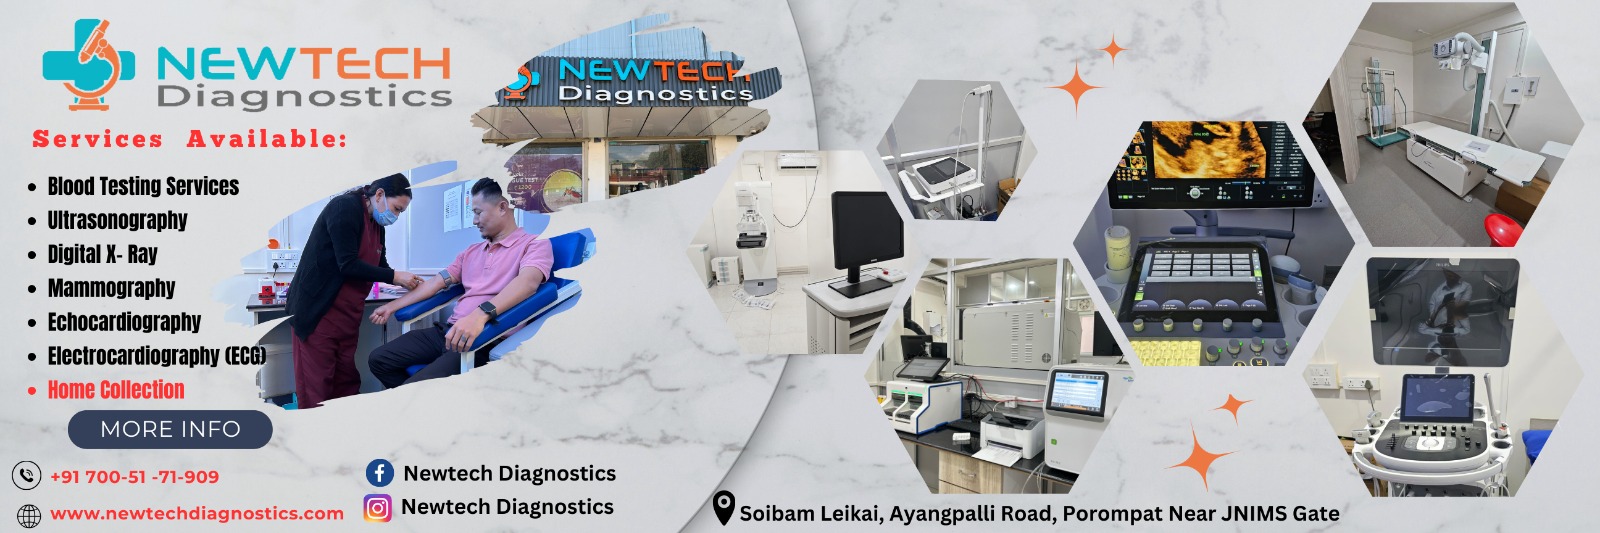 NEWTECH
Diagnostics
Services Available:
Blood Testing Services
Ultrasonography
Digital X- Ray
Mammography
Echocardiography
Electrocardiography (ECG)
Home Collection
MORE INFO
+91 700-51 -71-909
www.newtechdiagnostics.com
Newtech Diagnostics
Newtech Diagnostics
NEWTECH
Diagnostics
Soibam Leikai, Ayangpalli Road, Porompat Near JNIMS Gate